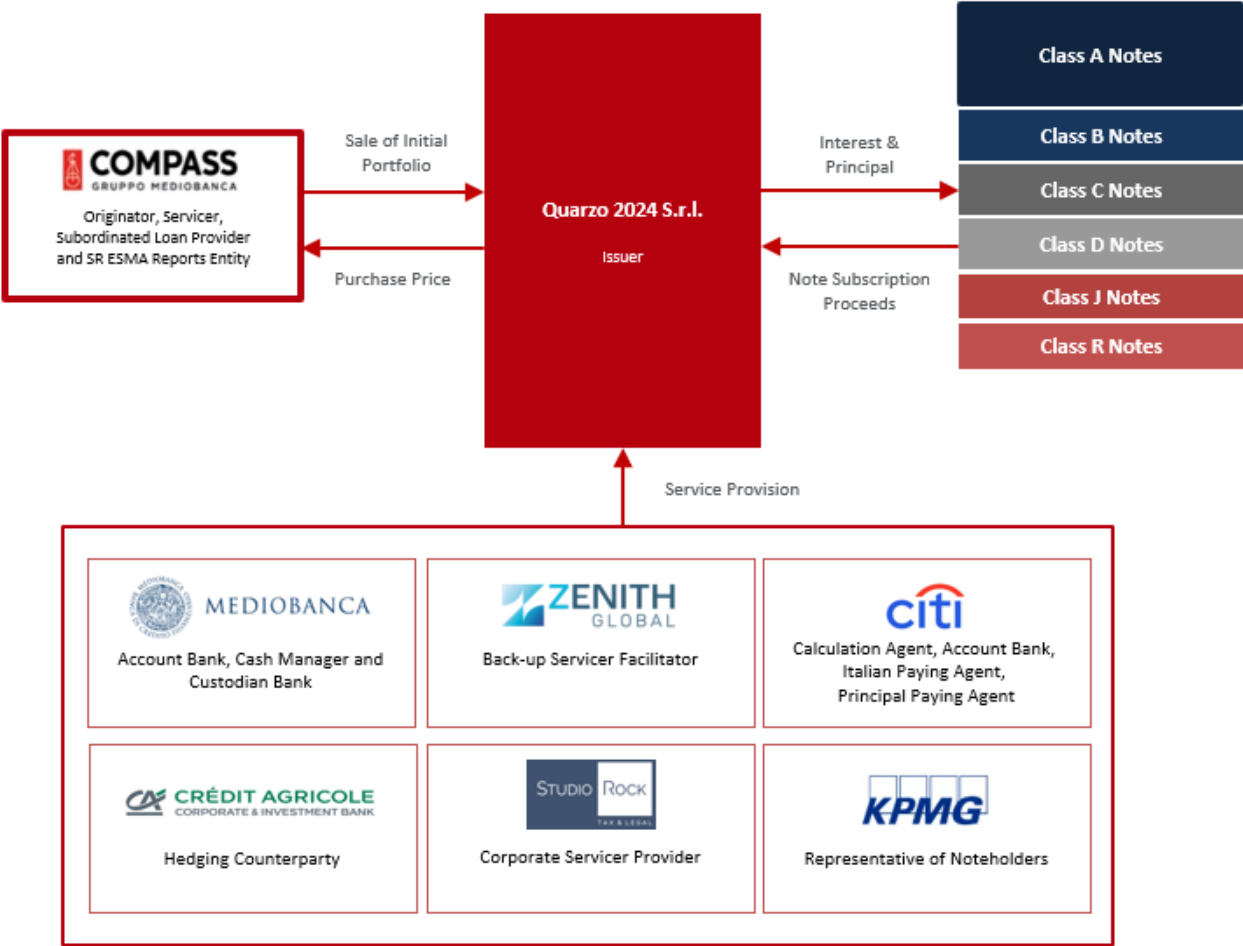 COMPASS
GRUPPO MEDIOBANCA
Originator, Servicer,
Subordinated Loan Provider
and SR ESMA Reports Entity
Sale of Initial
Portfolio
Purchase Price
Quarzo 2024 S.r.l.
Issuer
Interest &
Principal
Note Subscription
Proceeds
Class A Notes
Class B Notes
Class C Notes
Class D Notes
Class J Notes
Class R Notes
Service Provision
MEDIOBANCA
Account Bank, Cash Manager and
Custodian Bank
ZENITH
GLOBAL
Back-up Servicer Facilitator
citi
Calculation Agent, Account Bank,
Italian Paying Agent,
Principal Paying Agent
CRÉDIT AGRICOLE
CORPORATE & INVESTMENT BANK
Hedging Counterparty
STUDIO ROCK
TAX & LEGAL
Corporate Servicer Provider
KPMG
Representative of Noteholders